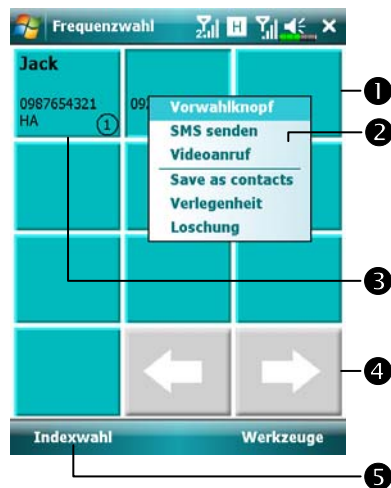 Frequenzwahl
Jack
0987654321
HA
1
09
Vorwahlknopf
SMS senden
Videoanruf
Save as contacts
Verlegenheit
Loschung
Indexwahl Werkzeuge
1
2
3
4
5